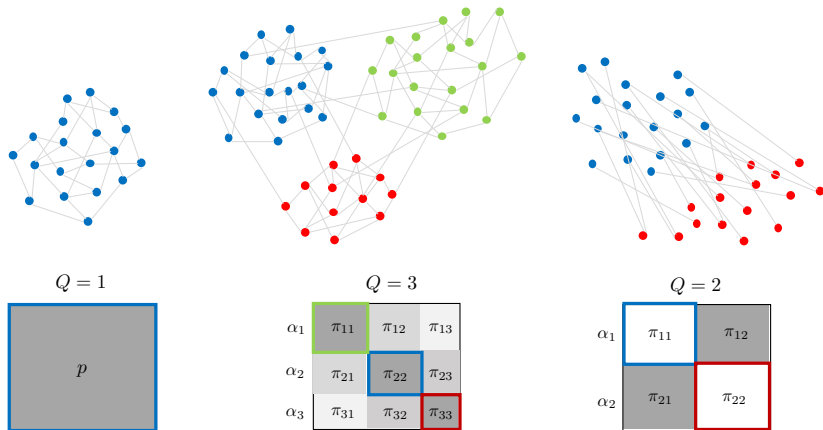 Q = 1
Q = 3
Q = 2
p
α₁ π₁₁ π₁₂ π₁₃
α₂ π₂₁ π₂₂ π₂₃
α₃ π₃₁ π₃₂ π₃₃
α₁ π₁₁ π₁₂
α₂ π₂₁ π₂₂